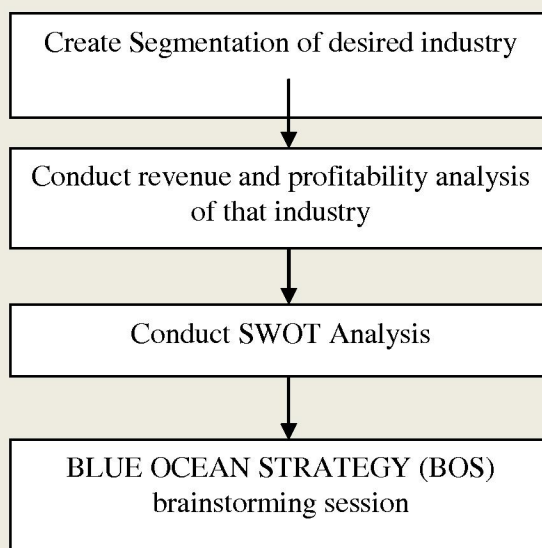 Create Segmentation of desired industry
Conduct revenue and profitability analysis
of that industry
Conduct SWOT Analysis
BLUE OCEAN STRATEGY (BOS)
brainstorming session